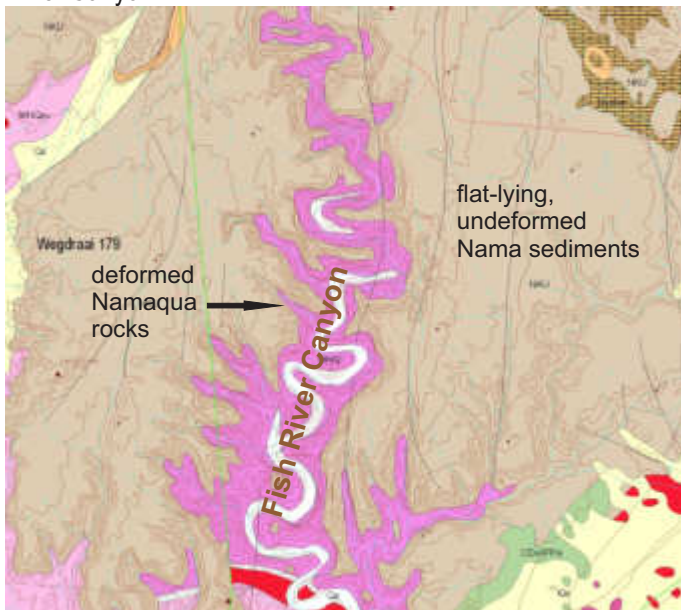 flat-lying,
undeformed
Nama sediments
Wegdraai 179
deformed
Namaqua
rocks
Fish River Canyon